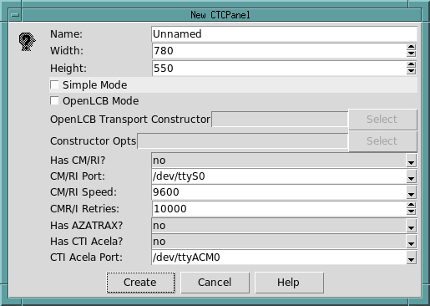 New CTCPanel
Name: Unnamed
Width: 780
Height: 550
Simple Mode
OpenLCB Mode
OpenLCB Transport Constructor Select
Constructor Opts Select
Has CM/RI? no
CM/RI Port: /dev/ttyS0
CM/RI Speed: 9600
CMR/I Retries: 10000
Has AZATRAX? no
Has CTI Acela? no
CTI Acela Port: /dev/ttyACM0
Create Cancel Help